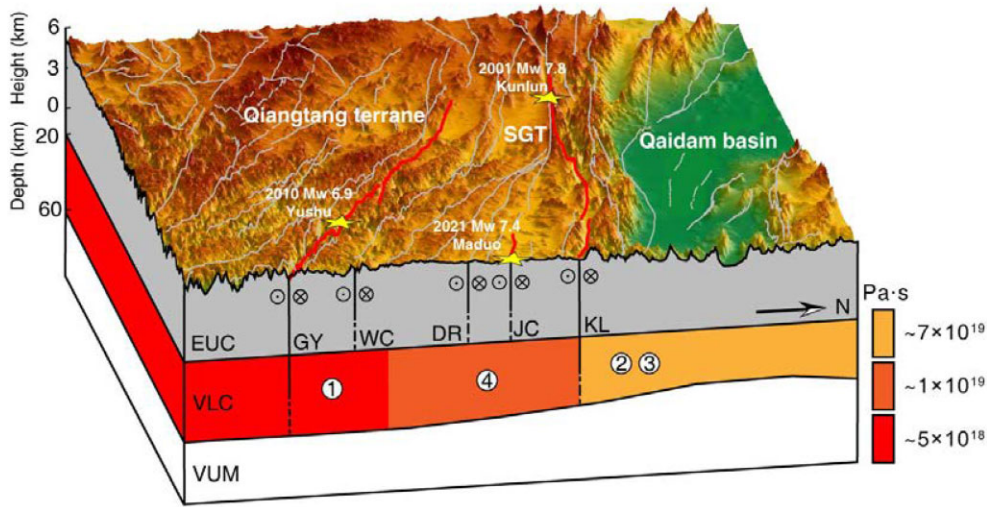 Height (km)
6
3
0
Depth (km)
20
60
2001 Mw 7.8
Kunlun
Qiangtang terrane
SGT
Qaidam basin
2010 Mw 6.9
Yushu
2021 Mw 7.4
Maduo
EUC
GY
WC
DR
JC
KL
N
VLC
①
④
② ③
VUM
Pa·s
~7×10¹⁹
~1×10¹⁹
~5×10¹⁸